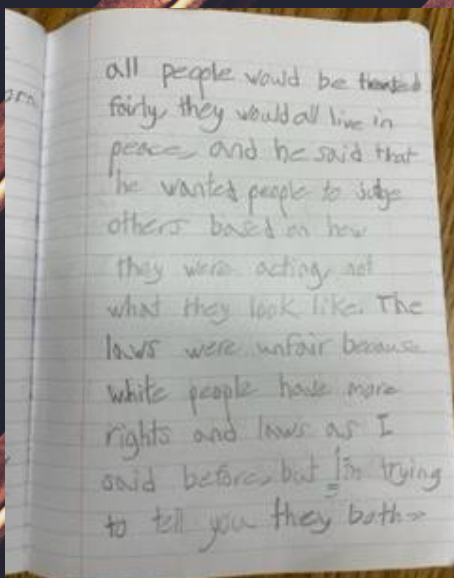 orn
all people would be treated
fairly, they would all live in
peace, and he said that
he wanted people to judge
others based on how
they were acting, not
what they look like. The
laws were unfair because
white people have more
rights and laws as I
said before, but I'm trying
to tell you they both→